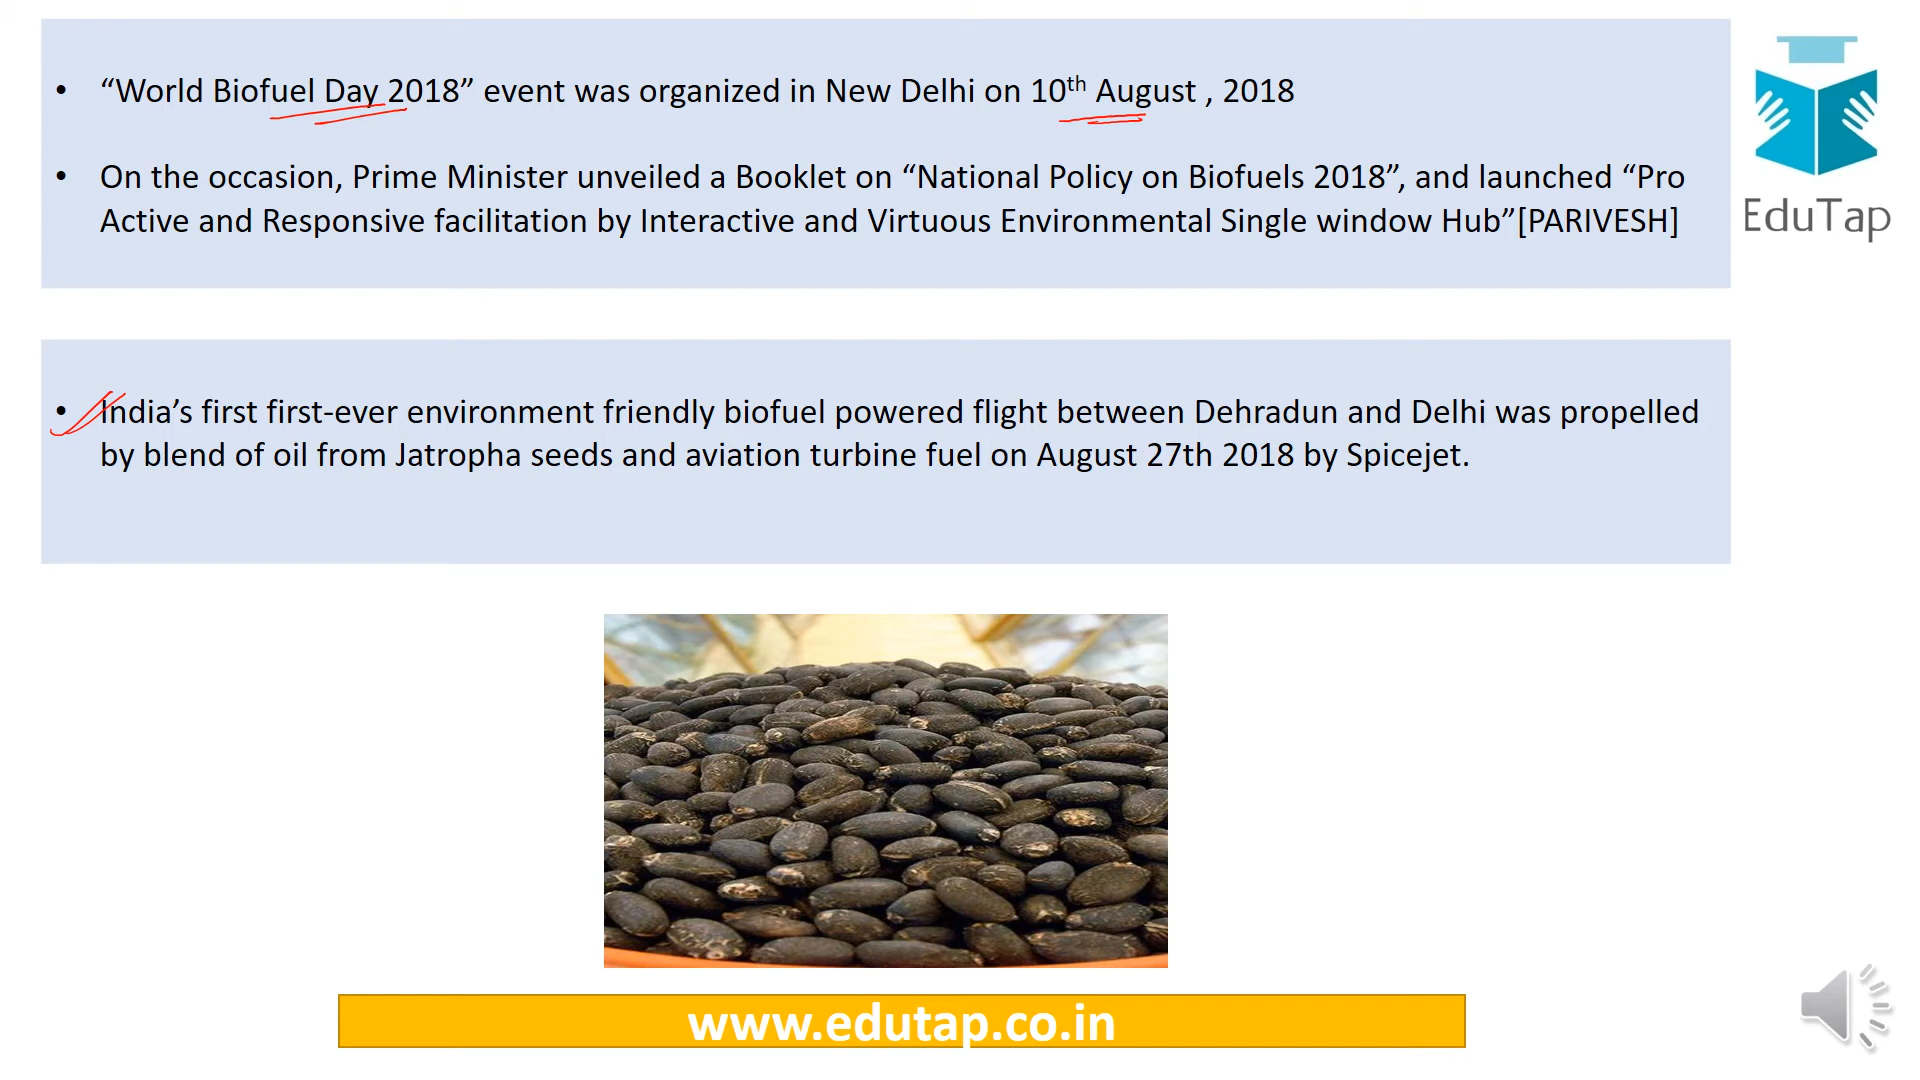 • “World Biofuel Day 2018” event was organized in New Delhi on 10th August , 2018
• On the occasion, Prime Minister unveiled a Booklet on “National Policy on Biofuels 2018”, and launched “Pro
Active and Responsive facilitation by Interactive and Virtuous Environmental Single window Hub”[PARIVESH]
EduTap
• India’s first first-ever environment friendly biofuel powered flight between Dehradun and Delhi was propelled
by blend of oil from Jatropha seeds and aviation turbine fuel on August 27th 2018 by Spicejet.
www.edutap.co.in